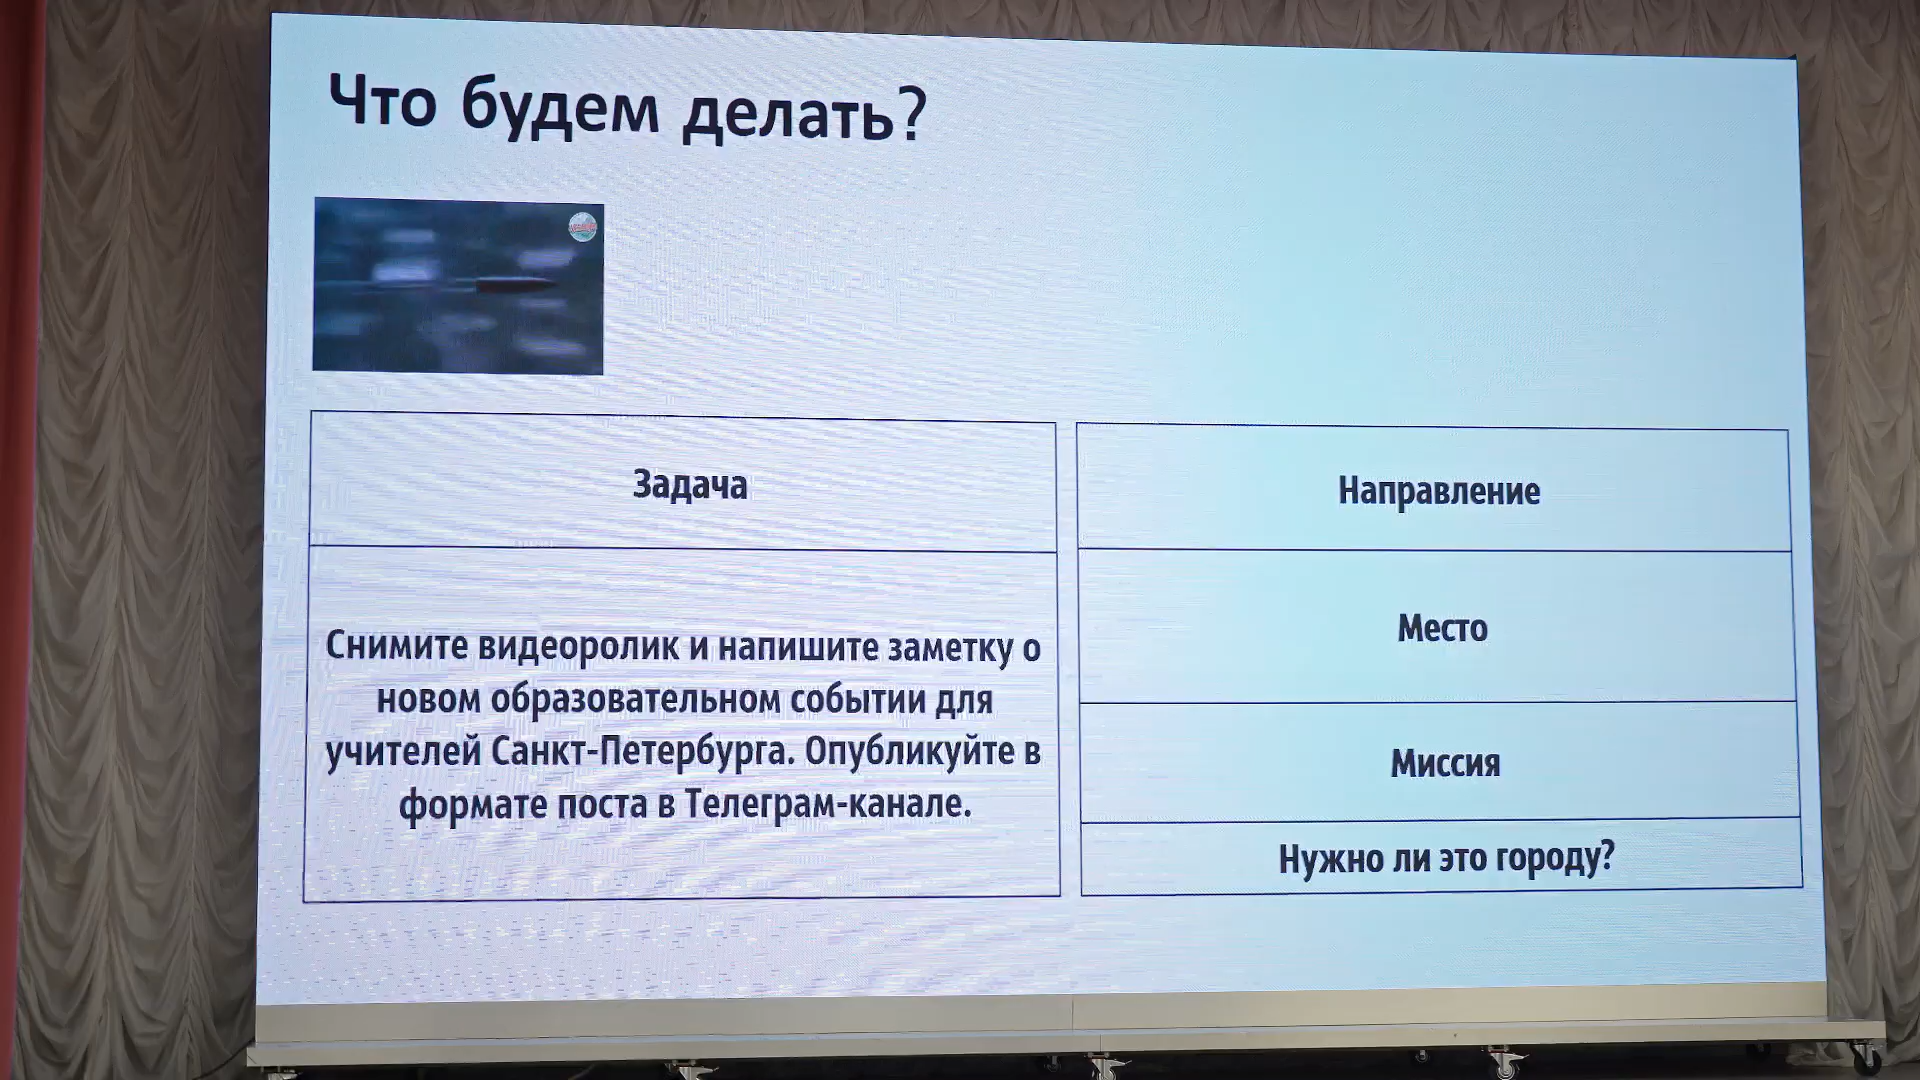 Что будем делать?
Задача
Снимите видеоролик и напишите заметку о
новом образовательном событии для
учителей Санкт-Петербурга. Опубликуйте в
формате поста в Телеграм-канале.
Направление
Место
Миссия
Нужно ли это городу?